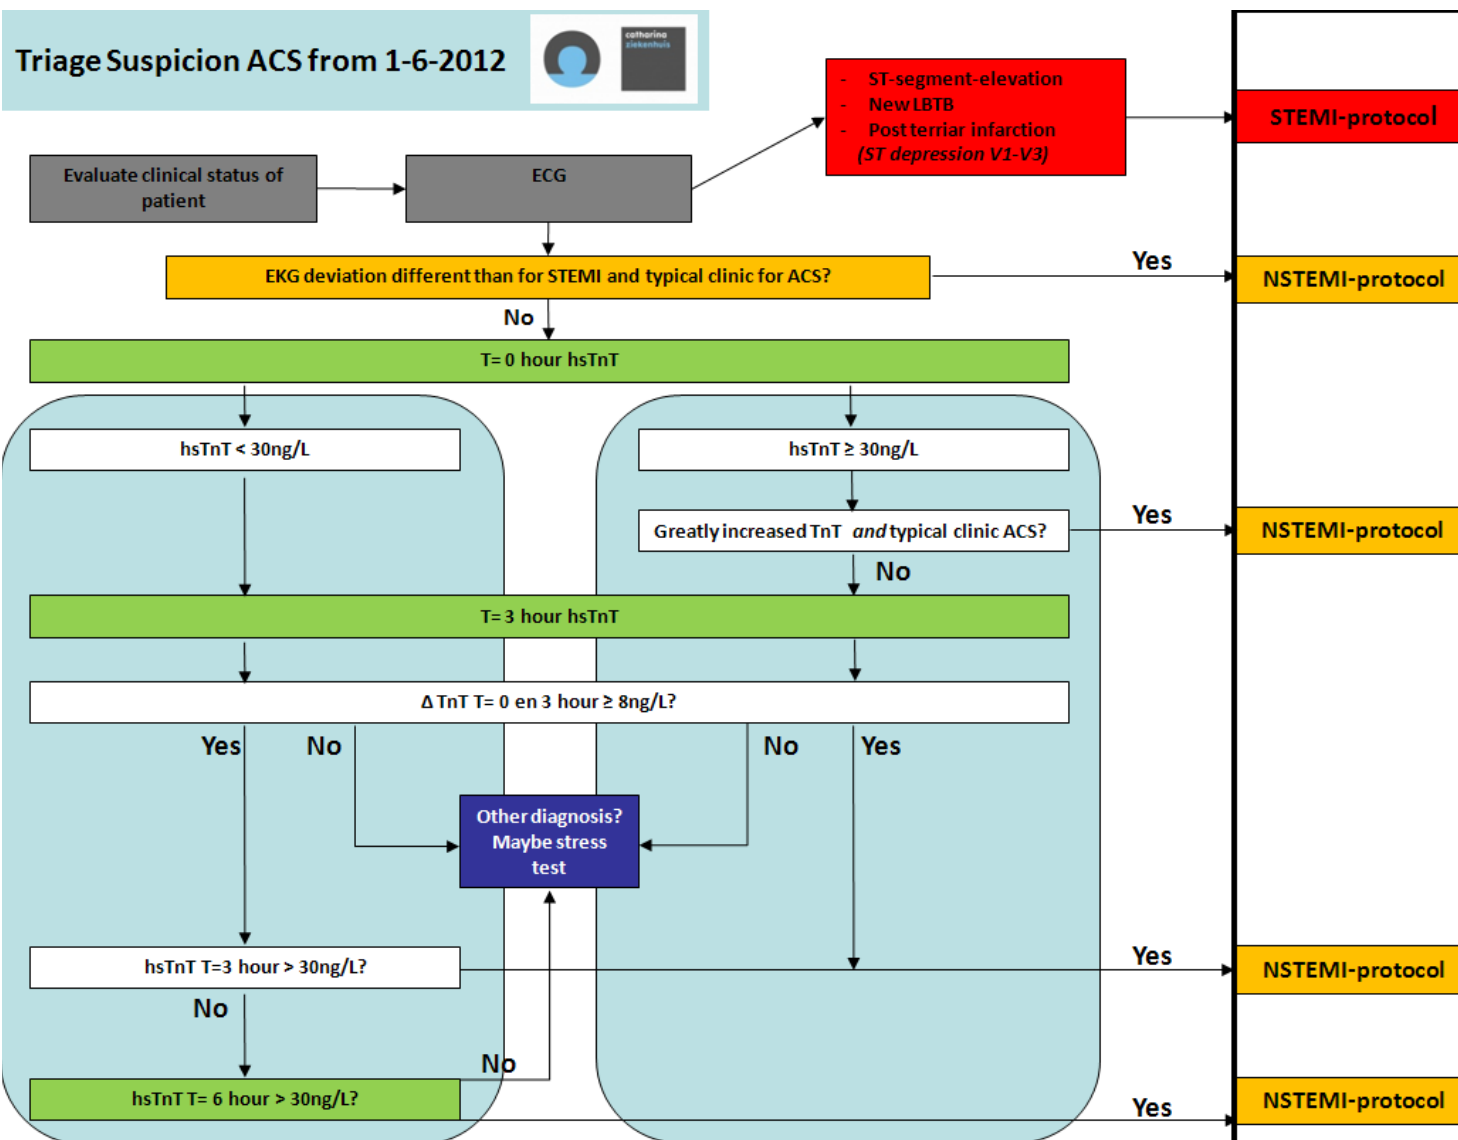 Triage Suspicion ACS from 1-6-2012
catharina
ziekenhuis
- ST-segment-elevation
- New LBTB
- Post terriar infarction
(ST depression V1-V3)
STEMI-protocol
Evaluate clinical status of
patient
ECG
EKG deviation different than for STEMI and typical clinic for ACS?
Yes
NSTEMI-protocol
No
T= 0 hour hsTnT
hsTnT < 30ng/L
hsTnT ≥ 30ng/L
Greatly increased TnT and typical clinic ACS?
Yes
NSTEMI-protocol
No
T= 3 hour hsTnT
Δ TnT T= 0 en 3 hour ≥ 8ng/L?
Yes
No
No
Yes
Other diagnosis?
Maybe stress
test
hsTnT T=3 hour > 30ng/L?
Yes
NSTEMI-protocol
No
No
hsTnT T= 6 hour > 30ng/L?
Yes
NSTEMI-protocol